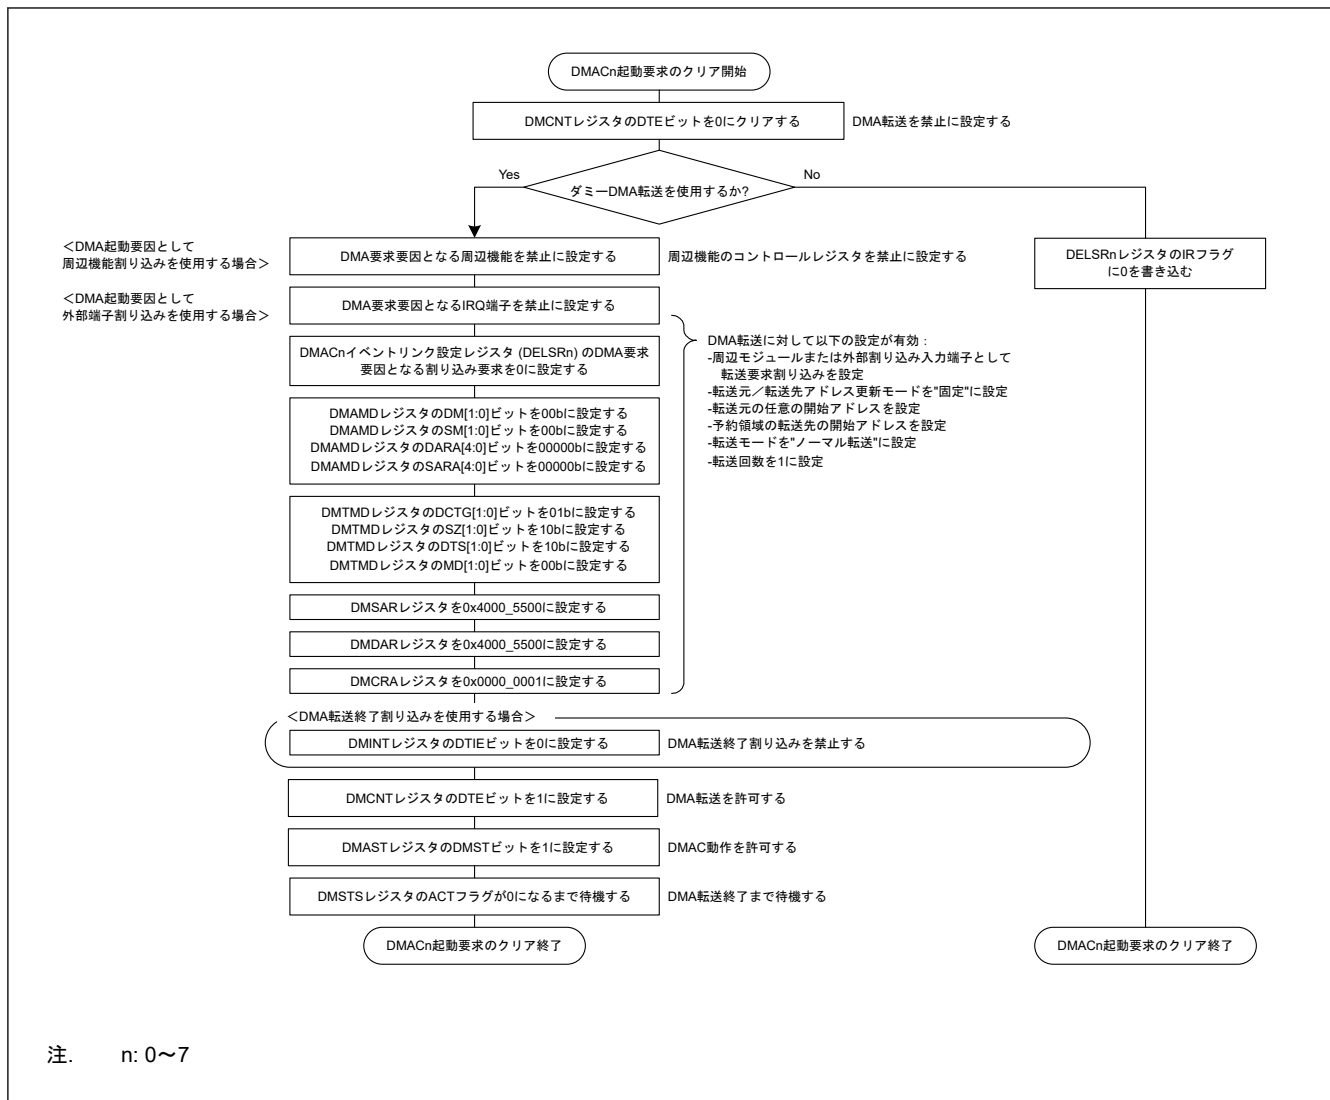 DMACn起動要求のクリア開始
DMCNTレジスタのDTEビットを0にクリアする
DMA転送を禁止に設定する
Yes
ダミーDMA転送を使用するか?
No
＜DMA起動要因として
周辺機能割り込みを使用する場合＞
DMA要求要因となる周辺機能を禁止に設定する
周辺機能のコントロールレジスタを禁止に設定する
DELSRnレジスタのIRフラグ
に0を書き込む
＜DMA起動要因として
外部端子割り込みを使用する場合＞
DMA要求要因となるIRQ端子を禁止に設定する
DMACnイベントリンク設定レジスタ (DELSRn) のDMA要求
要因となる割り込み要求を0に設定する
DMA転送に対して以下の設定が有効：
-周辺モジュールまたは外部割り込み入力端子として
転送要求割り込みを設定
-転送元／転送先アドレス更新モードを"固定"に設定
-転送元の任意の開始アドレスを設定
-予約領域の転送先の開始アドレスを設定
-転送モードを"ノーマル転送"に設定
-転送回数を1に設定
DMAMDレジスタのDM[1:0]ビットを00bに設定する
DMAMDレジスタのSM[1:0]ビットを00bに設定する
DMAMDレジスタのDARA[4:0]ビットを00000bに設定する
DMAMDレジスタのSARA[4:0]ビットを00000bに設定する
DMTMDレジスタのDCTG[1:0]ビットを01bに設定する
DMTMDレジスタのSZ[1:0]ビットを10bに設定する
DMTMDレジスタのDTS[1:0]ビットを10bに設定する
DMTMDレジスタのMD[1:0]ビットを00bに設定する
DMSARレジスタを0x4000_5500に設定する
DMDARレジスタを0x4000_5500に設定する
DMCRAレジスタを0x0000_0001に設定する
＜DMA転送終了割り込みを使用する場合＞
DMINTレジスタのDTIEビットを0に設定する
DMA転送終了割り込みを禁止する
DMCNTレジスタのDTEビットを1に設定する
DMA転送を許可する
DMASTレジスタのDMSTビットを1に設定する
DMAC動作を許可する
DMSTSレジスタのACTフラグが0になるまで待機する
DMA転送終了まで待機する
DMACn起動要求のクリア終了
DMACn起動要求のクリア終了
注. n: 0～7